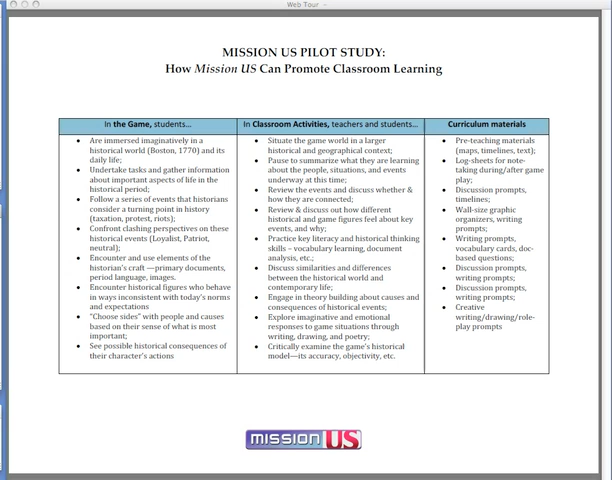 Web Tour
MISSION US PILOT STUDY:
How Mission US Can Promote Classroom Learning
In the Game, students…
• Are immersed imaginatively in a
historical world (Boston, 1770) and its
daily life;
• Undertake tasks and gather information
about important aspects of life in the
historical period;
• Follow a series of events that historians
consider a turning point in history
(taxation, protest, riots);
• Confront clashing perspectives on these
historical events (Loyalist, Patriot,
neutral);
• Encounter and use elements of the
historian's craft —primary documents,
period language, images.
• Encounter historical figures who behave
in ways inconsistent with today's norms
and expectations
• "Choose sides" with people and causes
based on their sense of what is most
important;
• See possible historical consequences of
their character's actions
In Classroom Activities, teachers and students…
• Situate the game world in a larger
historical and geographical context;
• Pause to summarize what they are learning
about the people, situations, and events
underway at this time;
• Review the events and discuss whether &
how they are connected;
• Review & discuss out how different
historical and game figures feel about key
events, and why;
• Practice key literacy and historical thinking
skills – vocabulary learning, document
analysis, etc.;
• Discuss similarities and differences
between the historical world and
contemporary life;
• Engage in theory building about causes and
consequences of historical events;
• Explore imaginative and emotional
responses to game situations through
writing, drawing, and poetry;
• Critically examine the game's historical
model—its accuracy, objectivity, etc.
Curriculum materials
• Pre-teaching materials
(maps, timelines, text);
• Log-sheets for note-
taking during/after game
play;
• Discussion prompts,
timelines;
• Wall-size graphic
organizers, writing
prompts;
• Writing prompts,
vocabulary cards, doc-
based questions;
• Discussion prompts,
writing prompts;
• Discussion prompts,
writing prompts;
• Creative
writing/drawing/role-
play prompts
mission US